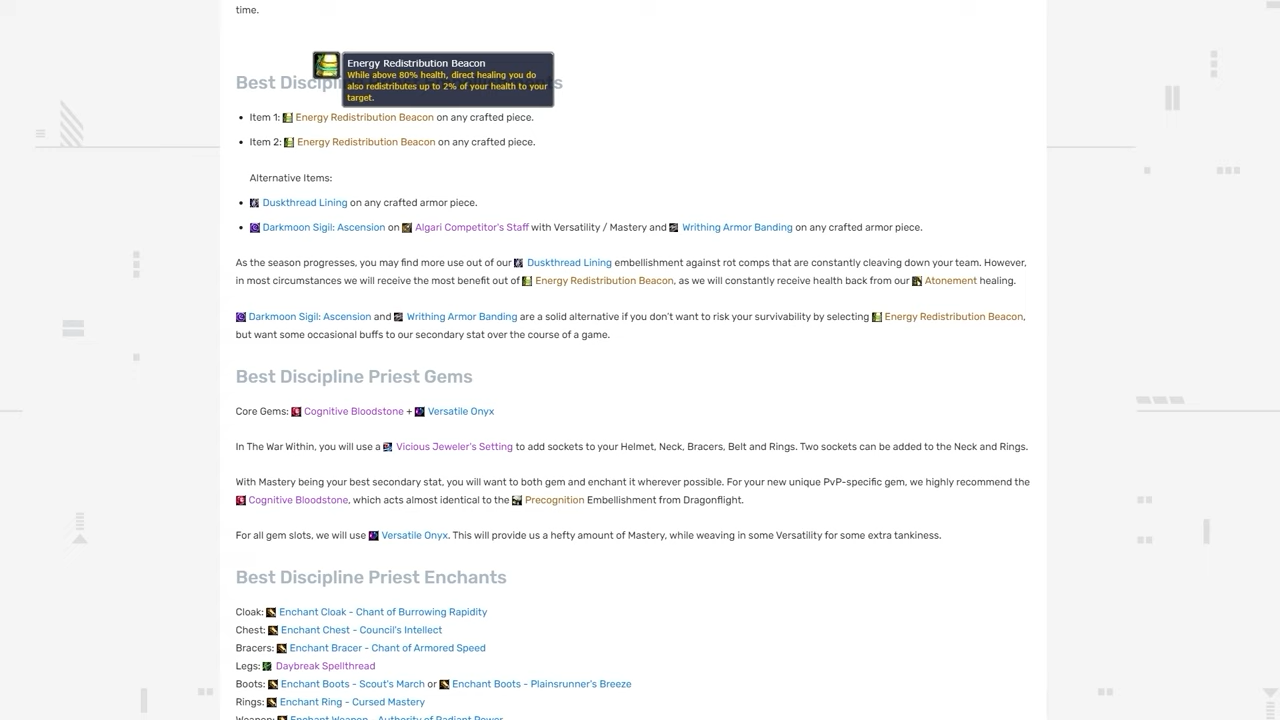 time.
Energy Redistribution Beacon
While above 80% health, direct healing you do
also redistributes up to 2% of your health to your
target.
Best Discipli
s
• Item 1: Energy Redistribution Beacon on any crafted piece.
• Item 2: Energy Redistribution Beacon on any crafted piece.
Alternative Items:
• Duskthread Lining on any crafted armor piece.
• Darkmoon Sigil: Ascension on Algari Competitor's Staff with Versatility / Mastery and Writhing Armor Banding on any crafted armor piece.
As the season progresses, you may find more use out of our Duskthread Lining embellishment against rot comps that are constantly cleaving down your team. However,
in most circumstances we will receive the most benefit out of Energy Redistribution Beacon, as we will constantly receive health back from our Atonement healing.
Darkmoon Sigil: Ascension and Writhing Armor Banding are a solid alternative if you don't want to risk your survivability by selecting Energy Redistribution Beacon,
but want some occasional buffs to our secondary stat over the course of a game.
Best Discipline Priest Gems
Core Gems: Cognitive Bloodstone + Versatile Onyx
In The War Within, you will use a Vicious Jeweler's Setting to add sockets to your Helmet, Neck, Bracers, Belt and Rings. Two sockets can be added to the Neck and Rings.
With Mastery being your best secondary stat, you will want to both gem and enchant it wherever possible. For your new unique PvP-specific gem, we highly recommend the
Cognitive Bloodstone, which acts almost identical to the Precognition Embellishment from Dragonflight.
For all gem slots, we will use Versatile Onyx. This will provide us a hefty amount of Mastery, while weaving in some Versatility for some extra tankiness.
Best Discipline Priest Enchants
Cloak: Enchant Cloak - Chant of Burrowing Rapidity
Chest: Enchant Chest - Council's Intellect
Bracers: Enchant Bracer - Chant of Armored Speed
Legs: Daybreak Spellthread
Boots: Enchant Boots - Scout's March or Enchant Boots - Plainsrunner's Breeze
Rings: Enchant Ring - Cursed Mastery
Weapon: Enchant Weapon - Authority of Radiant Power